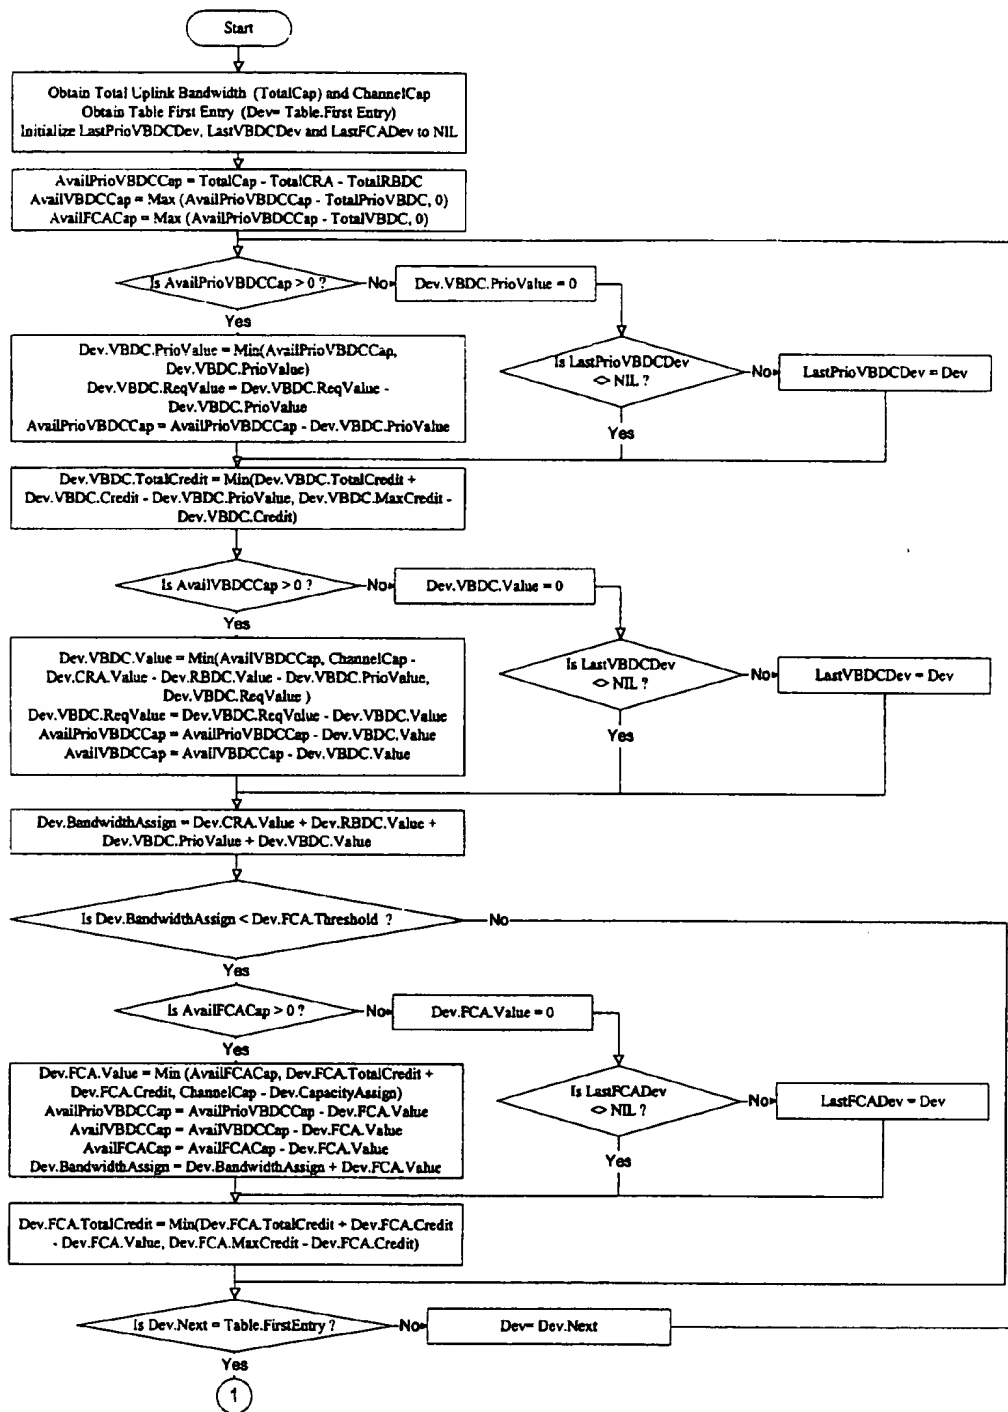 Start
Obtain Total Uplink Bandwidth (TotalCap) and ChannelCap
Obtain Table First Entry (Dev= Table.First Entry)
Initialize LastPrioVBDCDev, LastVBDCDev and LastFCADev to NIL
AvailPrioVBDCCap = TotalCap - TotalCRA - TotalRBDC
AvailVBDCCap = Max (AvailPrioVBDCCap - TotalPrioVBDC, 0)
AvailFCACap = Max (AvailPrioVBDCCap - TotalVBDC, 0)
Is AvailPrioVBDCCap > 0 ?
No
Dev.VBDC.PrioValue = 0
Yes
Dev.VBDC.PrioValue = Min(AvailPrioVBDCCap,
Dev.VBDC.PrioValue)
Dev.VBDC.ReqValue = Dev.VBDC.ReqValue -
Dev.VBDC.PrioValue
AvailPrioVBDCCap = AvailPrioVBDCCap - Dev.VBDC.PrioValue
Is LastPrioVBDCDev
<> NIL ?
No
LastPrioVBDCDev = Dev
Yes
Dev.VBDC.TotalCredit = Min(Dev.VBDC.TotalCredit +
Dev.VBDC.Credit - Dev.VBDC.PrioValue, Dev.VBDC.MaxCredit -
Dev.VBDC.Credit)
Is AvailVBDCCap > 0 ?
No
Dev.VBDC.Value = 0
Yes
Dev.VBDC.Value = Min(AvailVBDCCap, ChannelCap -
Dev.CRA.Value - Dev.RBDC.Value - Dev.VBDC.PrioValue,
Dev.VBDC.ReqValue )
Dev.VBDC.ReqValue = Dev.VBDC.ReqValue - Dev.VBDC.Value
AvailPrioVBDCCap = AvailPrioVBDCCap - Dev.VBDC.Value
AvailVBDCCap = AvailVBDCCap - Dev.VBDC.Value
Is LastVBDCDev
<> NIL ?
No
LastVBDCDev = Dev
Yes
Dev.BandwidthAssign = Dev.CRA.Value + Dev.RBDC.Value +
Dev.VBDC.PrioValue + Dev.VBDC.Value
Is Dev.BandwidthAssign < Dev.FCA.Threshold ?
No
Yes
Is AvailFCACap > 0 ?
No
Dev.FCA.Value = 0
Yes
Dev.FCA.Value = Min (AvailFCACap, Dev.FCA.TotalCredit +
Dev.FCA.Credit, ChannelCap - Dev.CapacityAssign)
AvailPrioVBDCCap = AvailPrioVBDCCap - Dev.FCA.Value
AvailVBDCCap = AvailVBDCCap - Dev.FCA.Value
AvailFCACap = AvailFCACap - Dev.FCA.Value
Dev.BandwidthAssign = Dev.BandwidthAssign + Dev.FCA.Value
Is LastFCADev
<> NIL ?
No
LastFCADev = Dev
Yes
Dev.FCA.TotalCredit = Min(Dev.FCA.TotalCredit + Dev.FCA.Credit
- Dev.FCA.Value, Dev.FCA.MaxCredit - Dev.FCA.Credit)
Is Dev.Next = Table.FirstEntry ?
No
Dev= Dev.Next
Yes
1